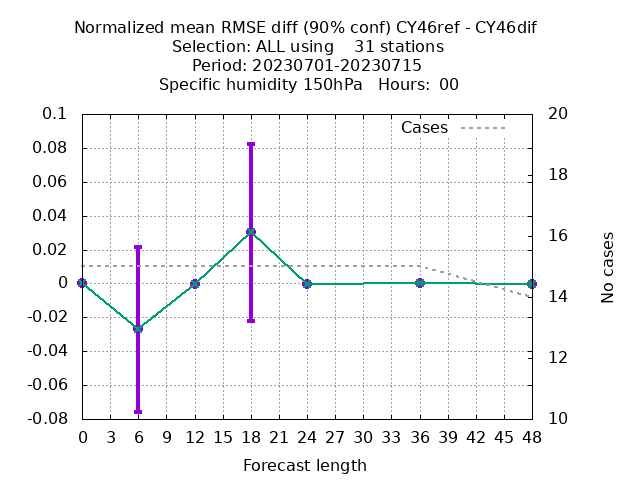 Normalized mean RMSE diff (90% conf) CY46ref - CY46dif
Selection: ALL using    31 stations
Period: 20230701-20230715
Specific humidity 150hPa   Hours:  00
0.1
0.08
0.06
0.04
0.02
0
-0.02
-0.04
-0.06
-0.08
Cases
20
18
16
14
12
10
No cases
0 3 6 9 12 15 18 21 24 27 30 33 36 39 42 45 48
Forecast length